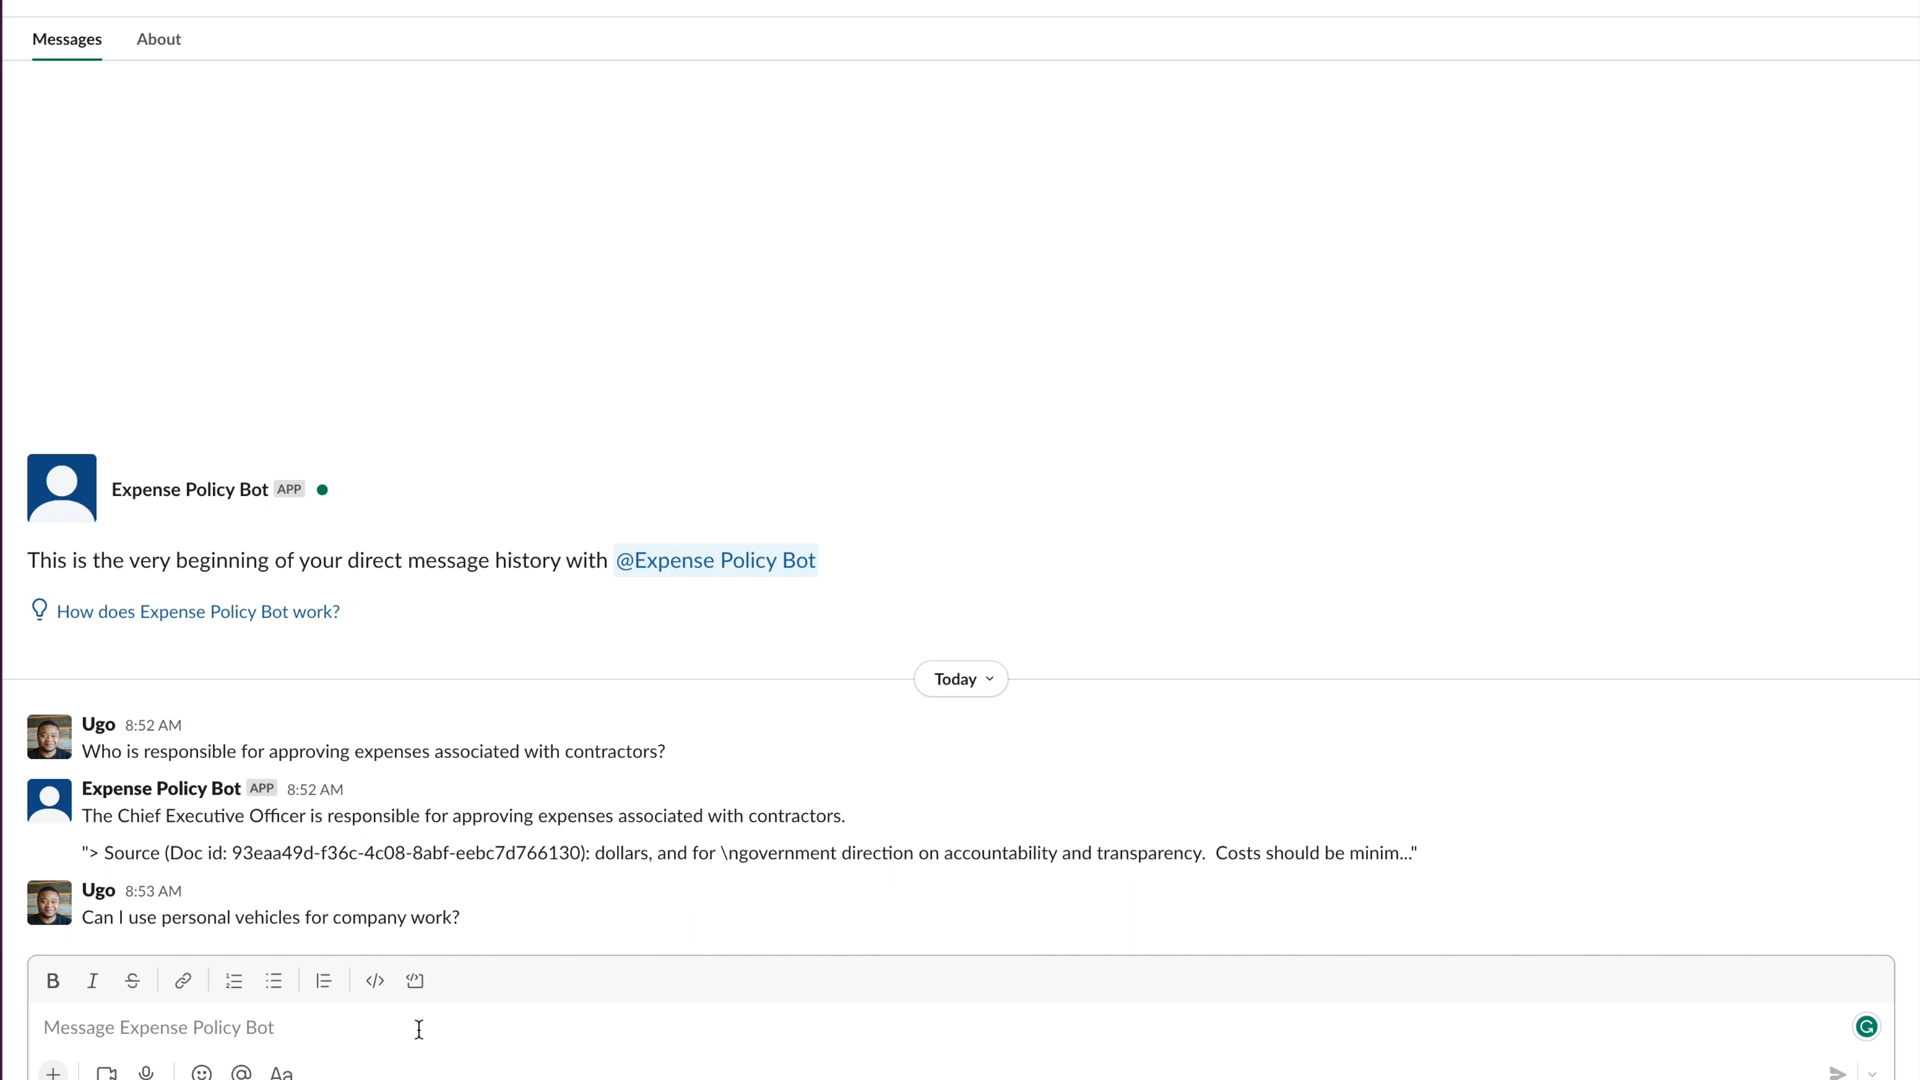 Messages About
Expense Policy Bot APP
This is the very beginning of your direct message history with @Expense Policy Bot
How does Expense Policy Bot work?
Today
Ugo 8:52 AM
Who is responsible for approving expenses associated with contractors?
Expense Policy Bot APP 8:52 AM
The Chief Executive Officer is responsible for approving expenses associated with contractors.
"> Source (Doc id: 93eaa49d-f36c-4c08-8abf-eebc7d766130): dollars, and for \ngovernment direction on accountability and transparency.  Costs should be minim..."
Ugo 8:53 AM
Can I use personal vehicles for company work?
B I S
Message Expense Policy Bot
Aa